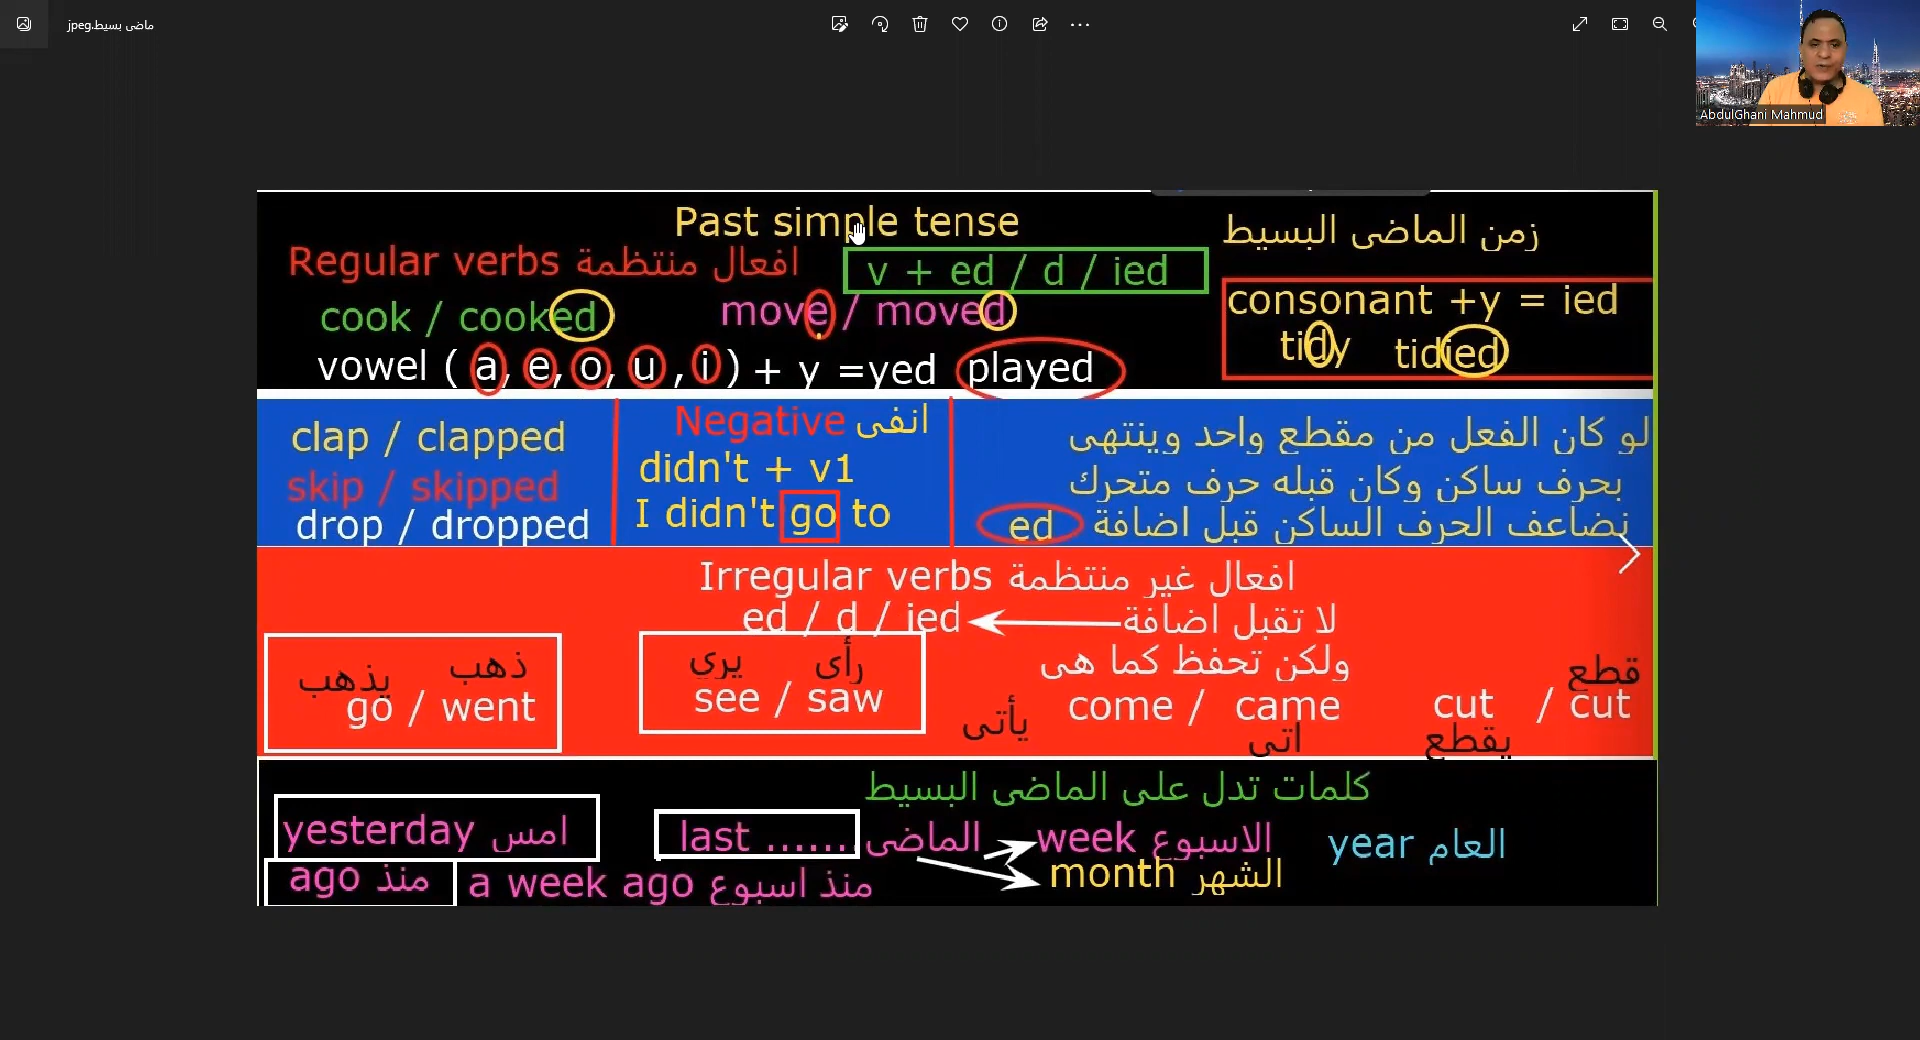 ماضى بسيط.jpeg
AbdulGhani Mahmud
Past simple tense
زمن الماضى البسيط
Regular verbs افعال منتظمة
v + ed / d / ied
cook / cooked
move / moved
consonant +y = ied
tidy tidied
vowel ( a, e, o, u , i ) + y =yed played
clap / clapped
skip / skipped
drop / dropped
Negative انفى
didn't + v1
I didn't go to
لو كان الفعل من مقطع واحد وينتهى
بحرف ساكن وكان قبله حرف متحرك
نضاعف الحرف الساكن قبل اضافة ed
Irregular verbs افعال غير منتظمة
لا تقبل اضافة ed / d / ied
ولكن تحفظ كما هى
يذهب ذهب
go / went
يري رأى
see / saw
come / came
يأتى اتى
قطع
cut / cut
يقطع
كلمات تدل على الماضى البسيط
yesterday امس
last ....... الماضى week الاسبوع year العام
month الشهر
ago منذ a week ago منذ اسبوع